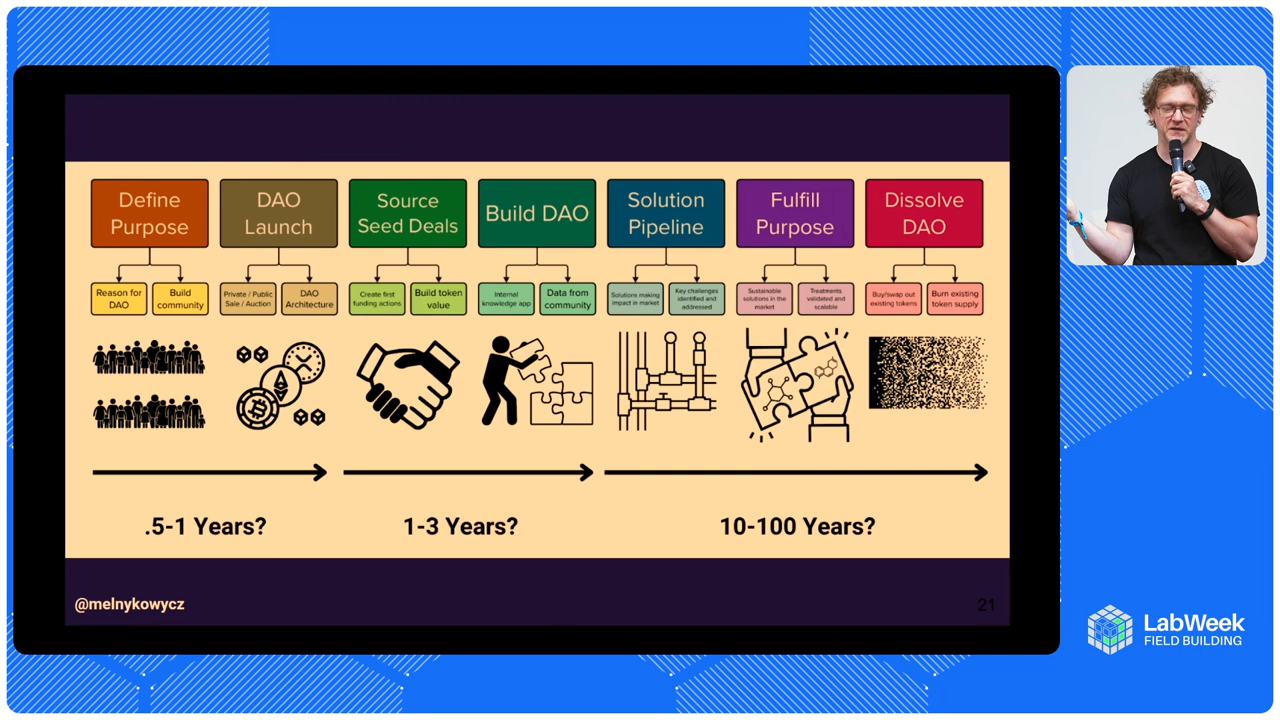 Define
Purpose
DAO
Launch
Source
Seed Deals
Build DAO
Solution
Pipeline
Fulfill
Purpose
Dissolve
DAO
Reason for
DAO
Build
community
Private / Public
Sale / Auction
DAO
Architecture
Create first
funding actions
Build token
value
Internal
knowledge app
Data from
community
Solutions making
impact in market
Key challenges
identified and
addressed
Sustainable
solutions in the
market
Treatments
validated and
scalable
Buy/swap out
existing tokens
Burn existing
token supply
.5-1 Years?
1-3 Years?
10-100 Years?
@melnykowycz
21
LabWeek
FIELD BUILDING